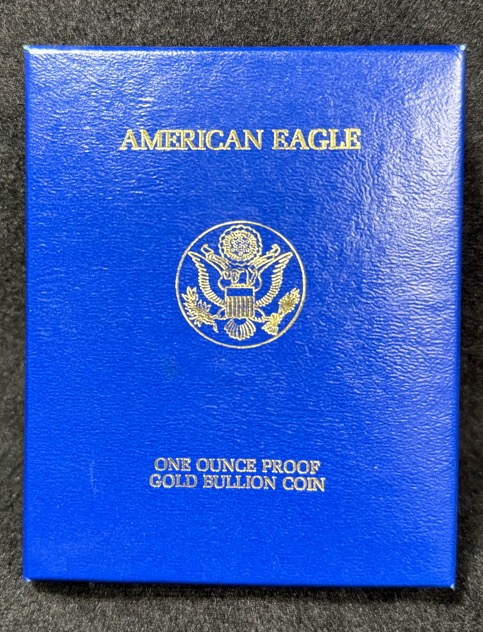 AMERICAN EAGLE
ONE OUNCE PROOF
GOLD BULLION COIN